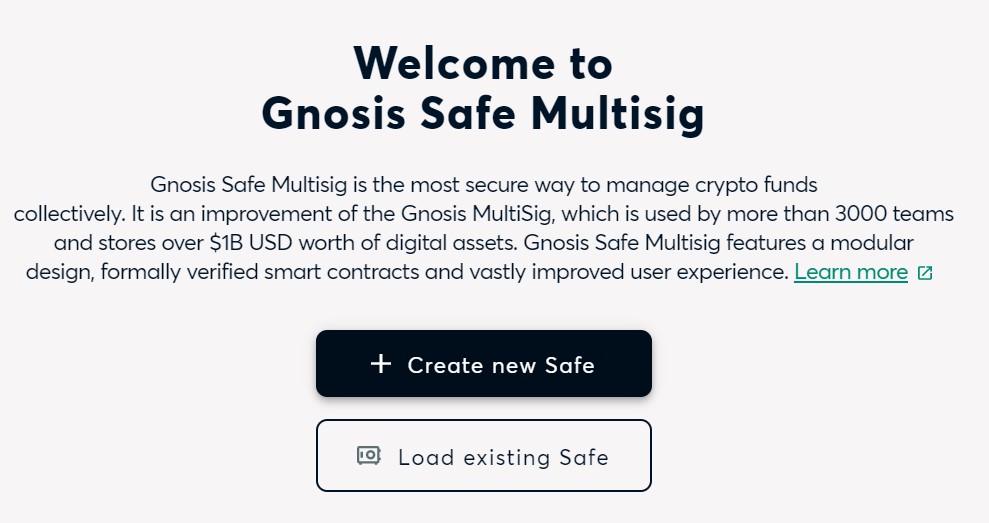 Welcome to
Gnosis Safe Multisig
Gnosis Safe Multisig is the most secure way to manage crypto funds
collectively. It is an improvement of the Gnosis MultiSig, which is used by more than 3000 teams
and stores over $1B USD worth of digital assets. Gnosis Safe Multisig features a modular
design, formally verified smart contracts and vastly improved user experience. Learn more
+ Create new Safe
Load existing Safe